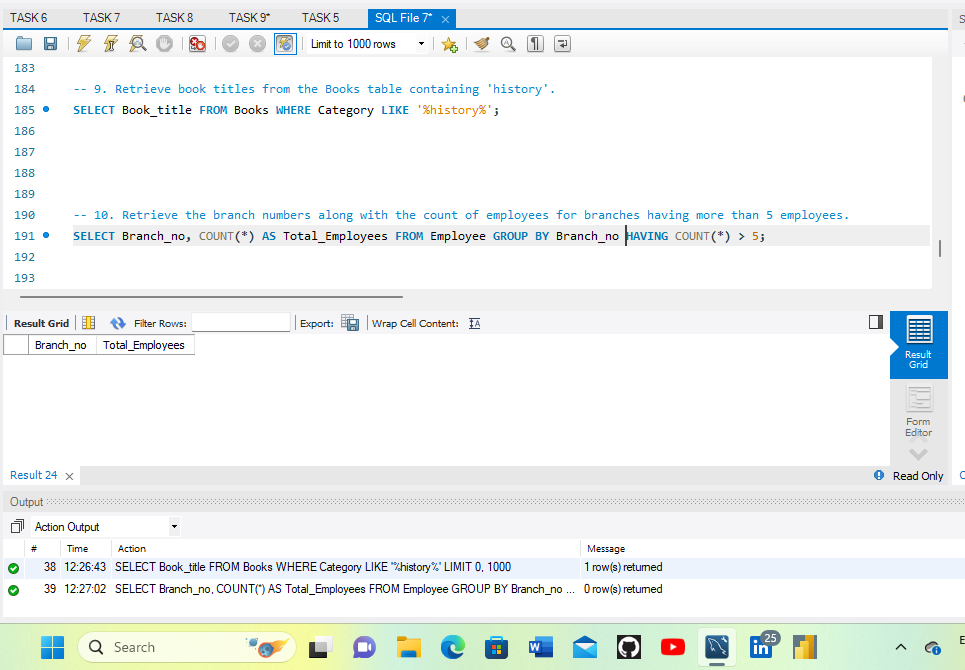 TASK 6 TASK 7 TASK 8 TASK 9* TASK 5 SQL File 7* S
Limit to 1000 rows
183
184 -- 9. Retrieve book titles from the Books table containing 'history'.
185 SELECT Book_title FROM Books WHERE Category LIKE '%history%';
186
187
188
189
190 -- 10. Retrieve the branch numbers along with the count of employees for branches having more than 5 employees.
191 SELECT Branch_no, COUNT(*) AS Total_Employees FROM Employee GROUP BY Branch_no HAVING COUNT(*) > 5;
192
193
Result Grid Filter Rows: Export: Wrap Cell Content: IA
Branch_no Total_Employees
Result
Grid
Form
Editor
Result 24 Read Only
Output
Action Output
# Time Action Message
38 12:26:43 SELECT Book_title FROM Books WHERE Category LIKE '%history%' LIMIT 0, 1000 1 row(s) returned
39 12:27:02 SELECT Branch_no, COUNT(*) AS Total_Employees FROM Employee GROUP BY Branch_no ... 0 row(s) returned
Search W in 25 E